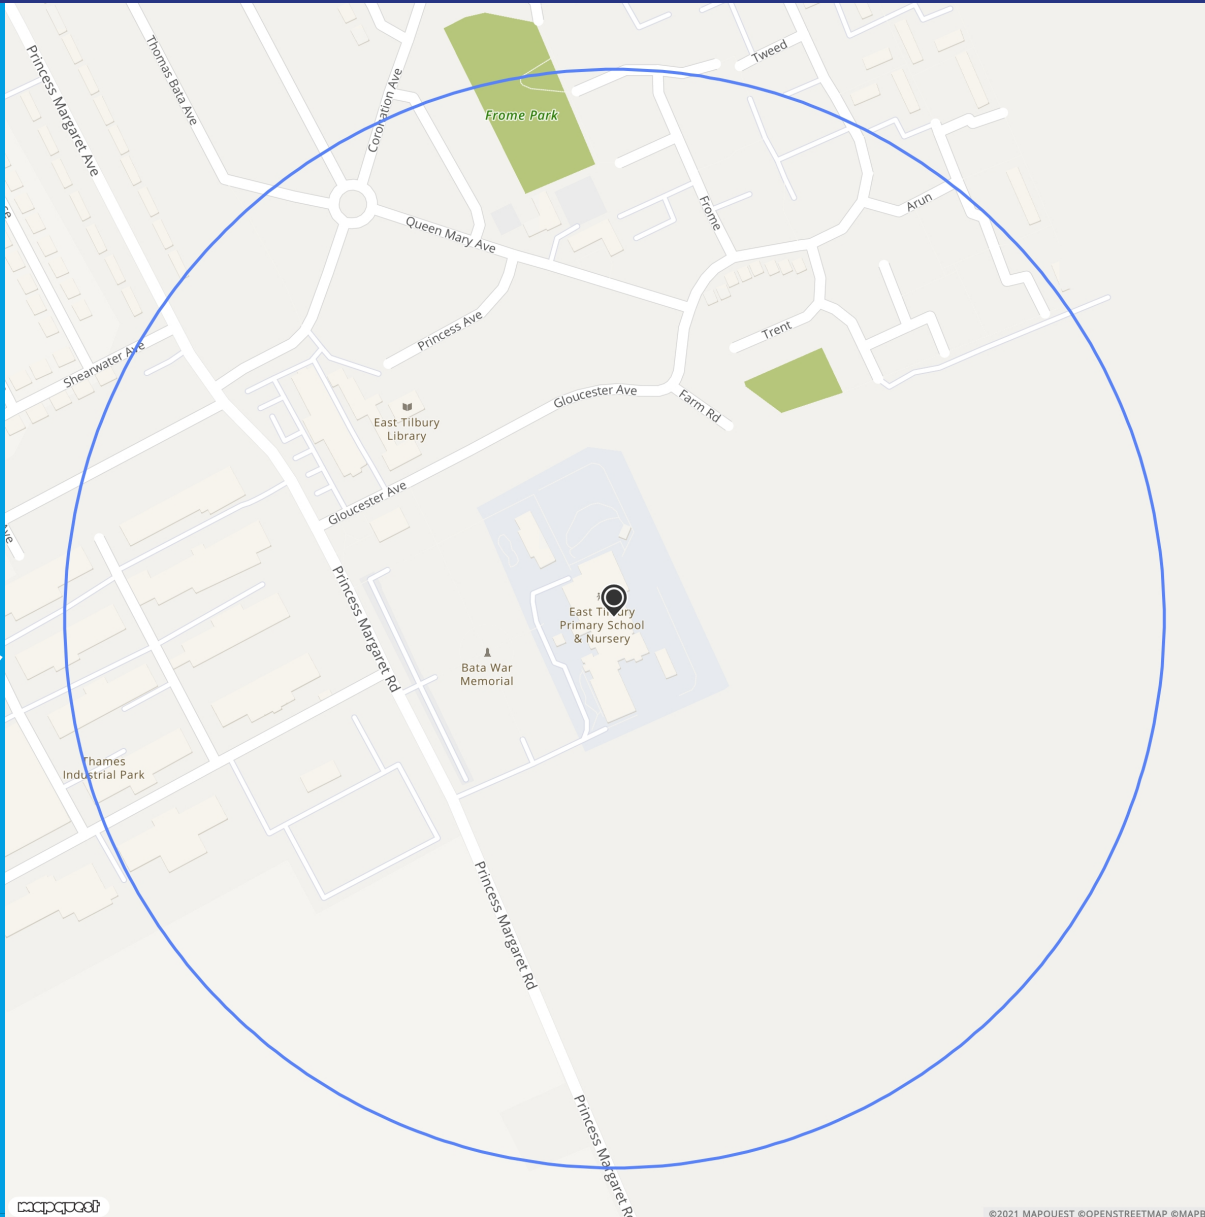 Tweed
Thomas Bata Ave
Princess Margaret Ave
Coronation Ave
Frome Park
Arun
Frome
Queen Mary Ave
Princess Ave
Trent
Shearwater Ave
Gloucester Ave
Farm Rd
East Tilbury
Library
Gloucester Ave
Ave
Princess Margaret Rd
East Tilbury
Primary School
& Nursery
Bata War
Memorial
Thames
Industrial Park
Princess Margaret Rd
Princess Margaret Rd
mapquest
©2021 MAPQUEST ©OPENSTREETMAP ©MAPB